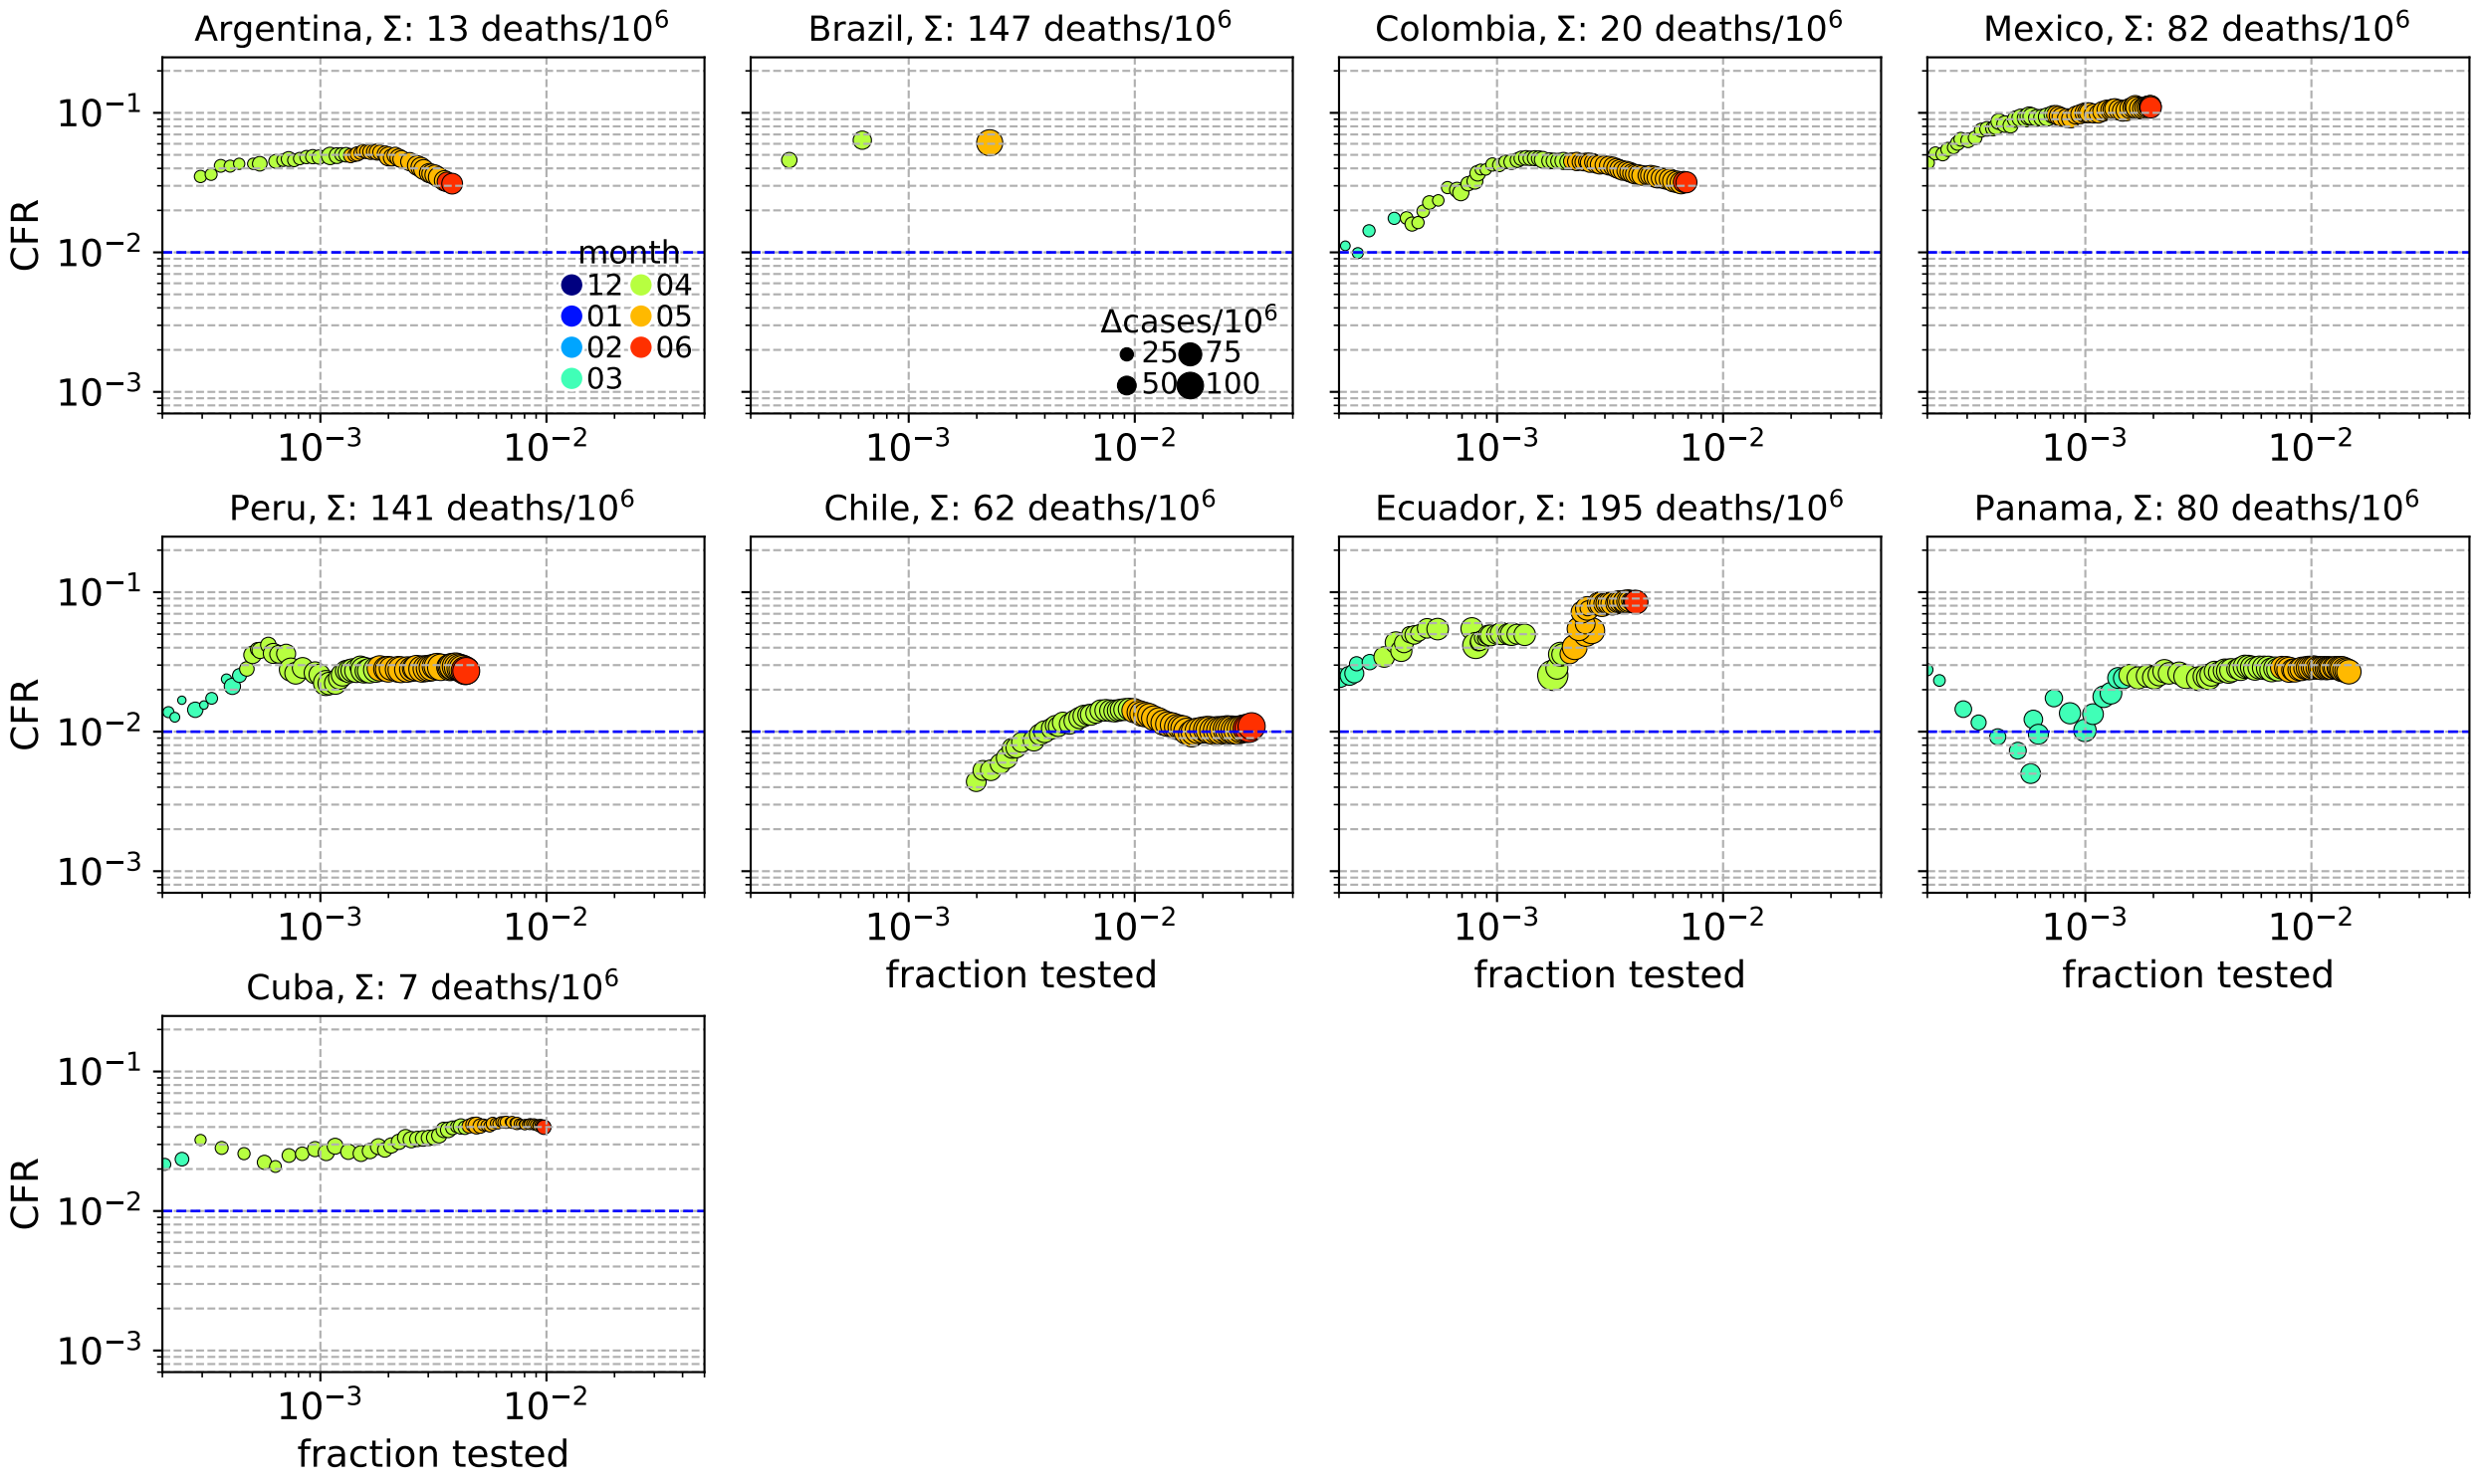 Argentina, Σ: 13 deaths/10⁶
Brazil, Σ: 147 deaths/10⁶
Colombia, Σ: 20 deaths/10⁶
Mexico, Σ: 82 deaths/10⁶
CFR
10⁻¹
10⁻²
10⁻³
month
12 04
01 05
02 06
03
Δcases/10⁶
25 75
50 100
10⁻³ 10⁻²
10⁻³ 10⁻²
10⁻³ 10⁻²
10⁻³ 10⁻²
Peru, Σ: 141 deaths/10⁶
Chile, Σ: 62 deaths/10⁶
Ecuador, Σ: 195 deaths/10⁶
Panama, Σ: 80 deaths/10⁶
CFR
10⁻¹
10⁻²
10⁻³
10⁻³ 10⁻²
10⁻³ 10⁻²
10⁻³ 10⁻²
10⁻³ 10⁻²
fraction tested
fraction tested
fraction tested
Cuba, Σ: 7 deaths/10⁶
CFR
10⁻¹
10⁻²
10⁻³
10⁻³ 10⁻²
fraction tested